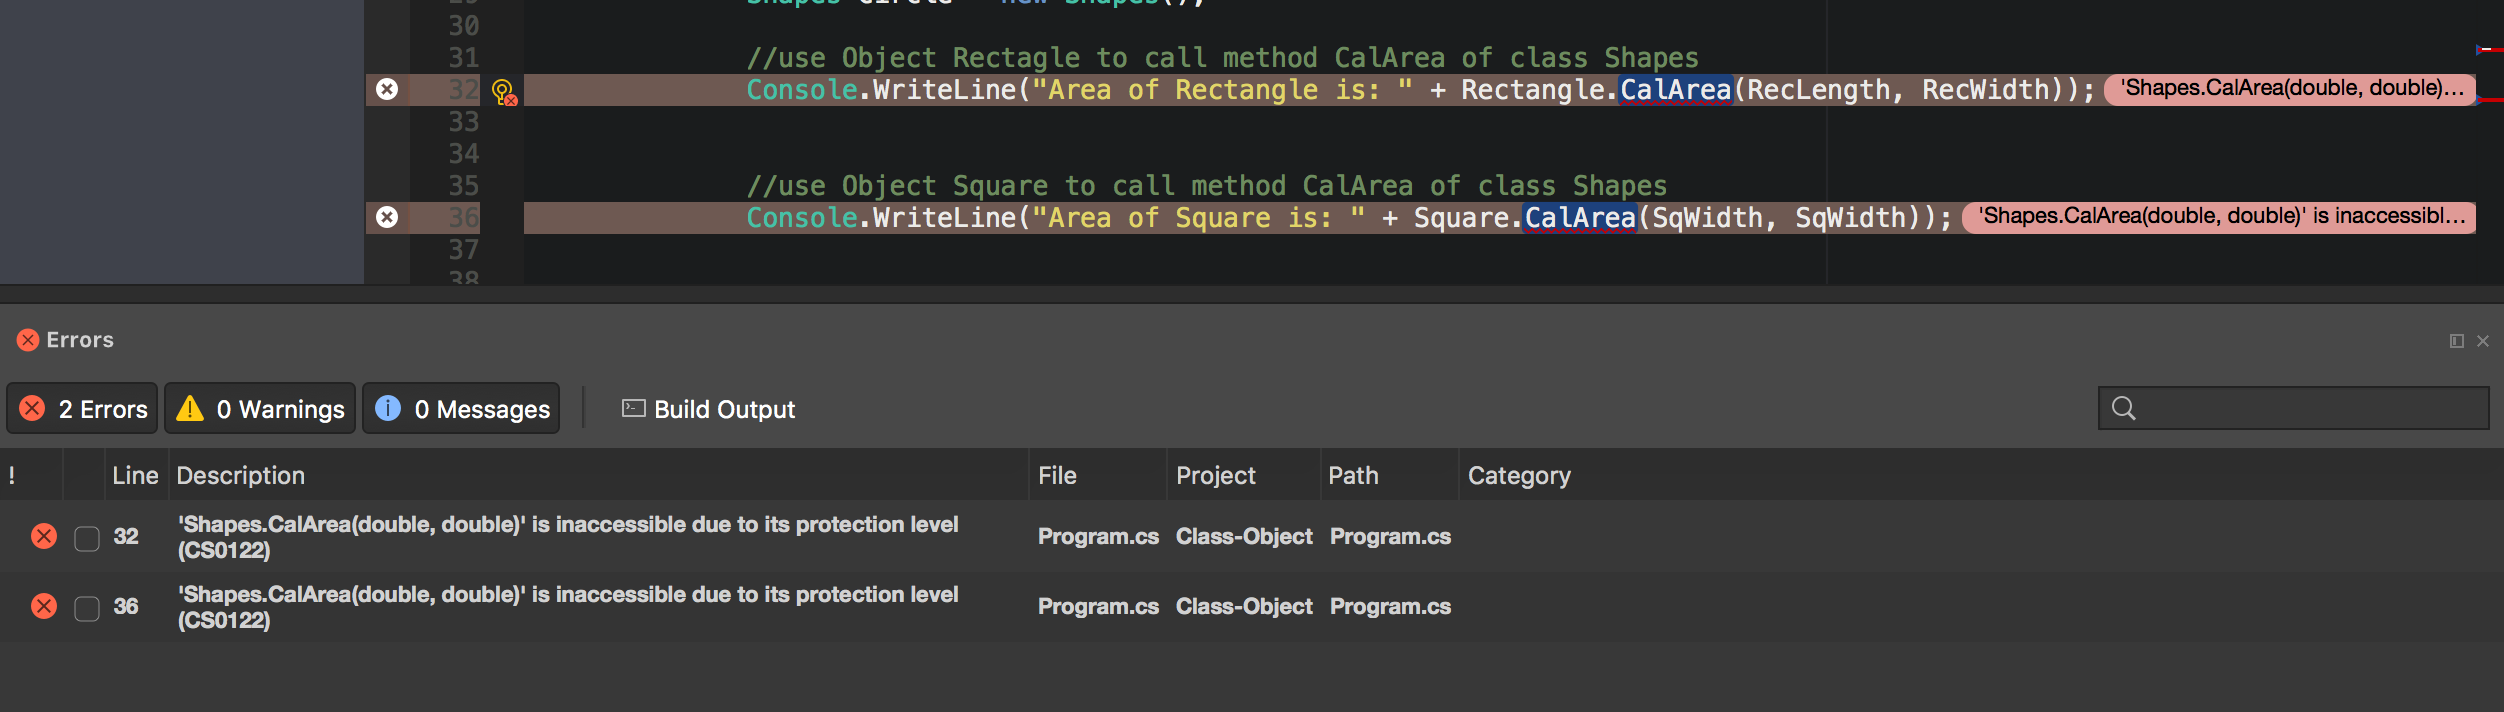 Shapes Circle = new Shapes();
30
31 //use Object Rectagle to call method CalArea of class Shapes
32 Console.WriteLine("Area of Rectangle is: " + Rectangle.CalArea(RecLength, RecWidth)); 'Shapes.CalArea(double, double)...
33
34
35 //use Object Square to call method CalArea of class Shapes
36 Console.WriteLine("Area of Square is: " + Square.CalArea(SqWidth, SqWidth)); 'Shapes.CalArea(double, double)' is inaccessibl...
37
38
Errors
2 Errors 0 Warnings 0 Messages Build Output
! Line Description File Project Path Category
32 'Shapes.CalArea(double, double)' is inaccessible due to its protection level Program.cs Class-Object Program.cs
(CS0122)
36 'Shapes.CalArea(double, double)' is inaccessible due to its protection level Program.cs Class-Object Program.cs
(CS0122)